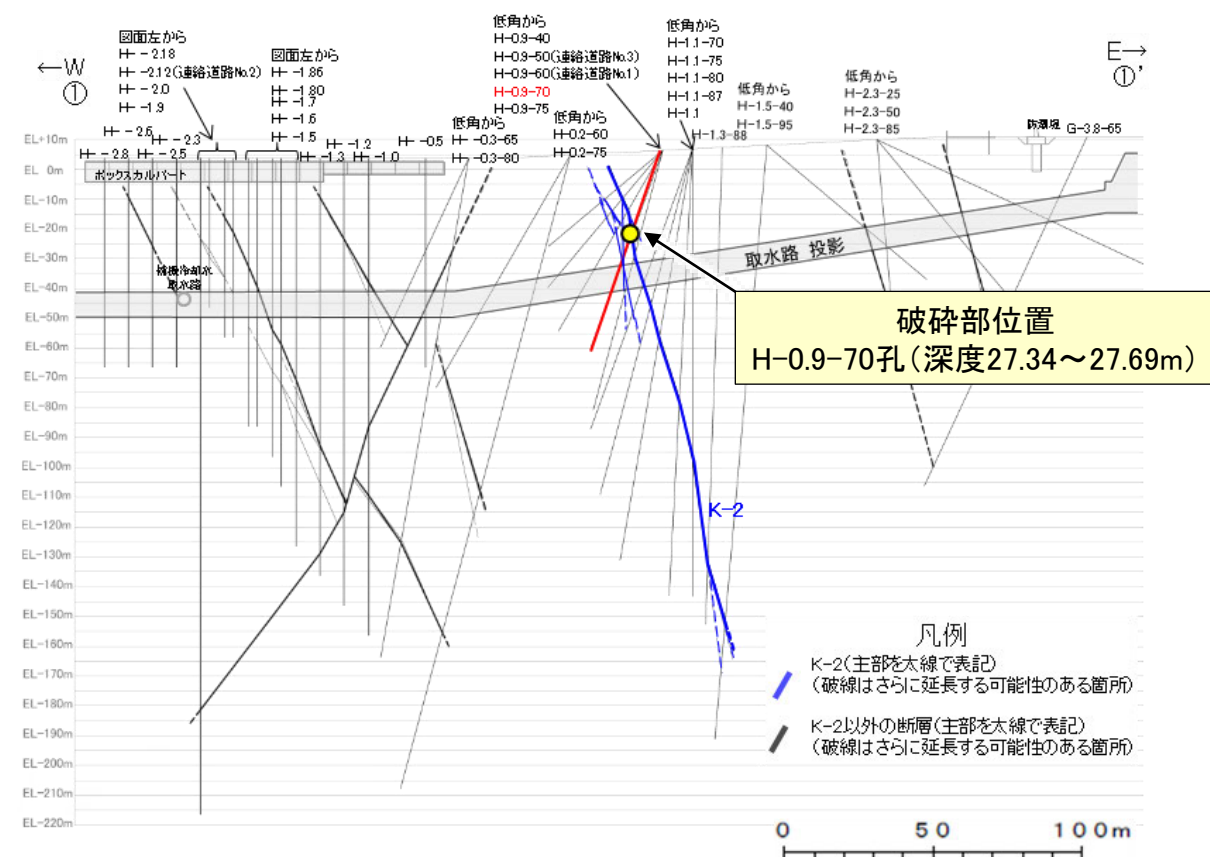 ←W
①
E→
①’
図面左から
H- -2.18
H- -2.12(連絡道路No.2)
H- -2.0
H- -1.9
図面左から
H- -1.86
H- -1.80
H- -1.7
H- -1.6
H- -1.5
低角から
H-0.9-40
H-0.9-50(連絡道路No.3)
H-0.9-60(連絡道路No.1)
H-0.9-70
H-0.9-75
低角から
H-1.1-70
H-1.1-75
H-1.1-80
H-1.1-87
H-1.1
低角から
H-1.5-40
H-1.5-95
低角から
H-2.3-25
H-2.3-50
H-2.3-85
防潮堤
G-3.8-65
低角から
H- -0.3-65
H- -0.3-80
低角から
H-0.2-60
H-0.2-75
H-1.3-88
H- -2.6
H- -2.3
H- -2.8
H- -2.5
H- -1.2
H- -0.5
H- -1.3
H- -1.0
ボックスカルバート
補機冷却水
取水路
取水路 投影
破砕部位置
H-0.9-70孔(深度27.34~27.69m)
K-2
EL+10m
EL 0m
EL-10m
EL-20m
EL-30m
EL-40m
EL-50m
EL-60m
EL-70m
EL-80m
EL-90m
EL-100m
EL-110m
EL-120m
EL-130m
EL-140m
EL-150m
EL-160m
EL-170m
EL-180m
EL-190m
EL-200m
EL-210m
EL-220m
凡例
K-2(主部を太線で表記)
(破線はさらに延長する可能性のある箇所)
K-2以外の断層(主部を太線で表記)
(破線はさらに延長する可能性のある箇所)
0 50 100m